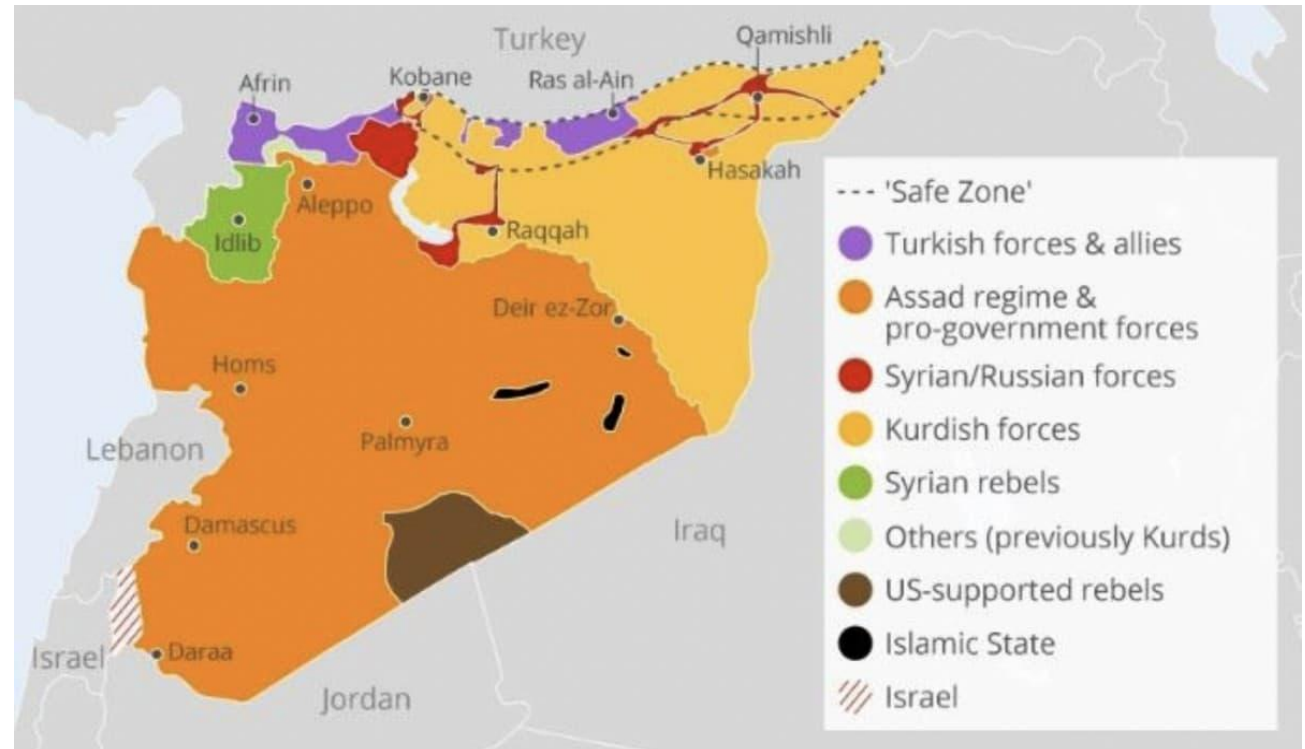 Turkey
Qamishli
Afrin
Kobane
Ras al-Ain
Hasakah
Aleppo
Idlib
Raqqah
Deir ez-Zor
Homs
Palmyra
Lebanon
Damascus
Iraq
Israel
Daraa
Jordan
'Safe Zone'
Turkish forces & allies
Assad regime &
pro-government forces
Syrian/Russian forces
Kurdish forces
Syrian rebels
Others (previously Kurds)
US-supported rebels
Islamic State
Israel